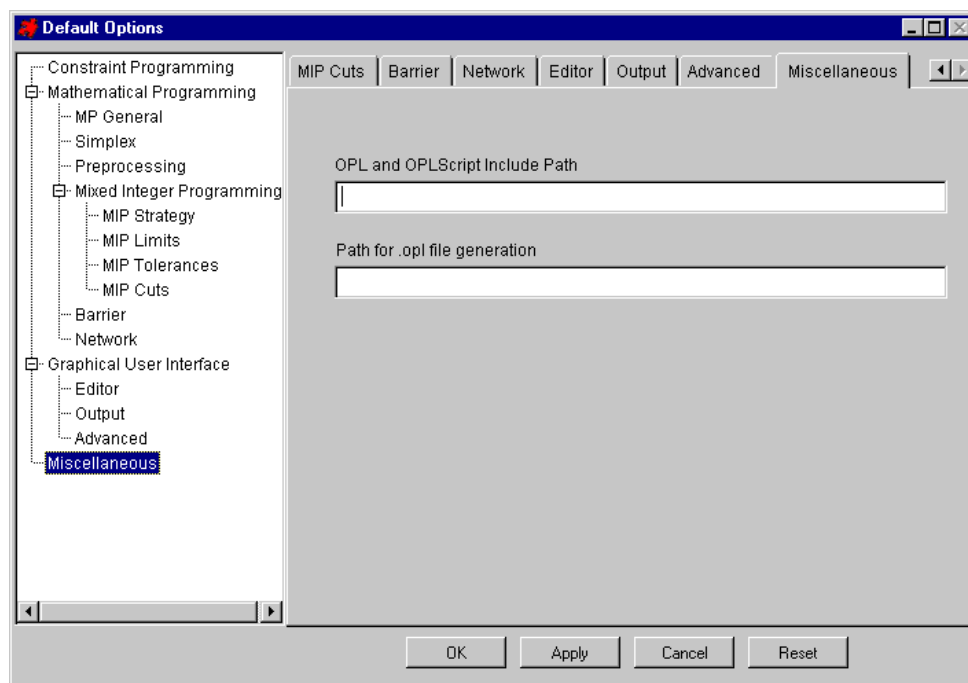 Default Options
Constraint Programming
Mathematical Programming
MP General
Simplex
Preprocessing
Mixed Integer Programming
MIP Strategy
MIP Limits
MIP Tolerances
MIP Cuts
Barrier
Network
Graphical User Interface
Editor
Output
Advanced
Miscellaneous
MIP Cuts Barrier Network Editor Output Advanced Miscellaneous
OPL and OPLScript Include Path
Path for .opl file generation
OK Apply Cancel Reset